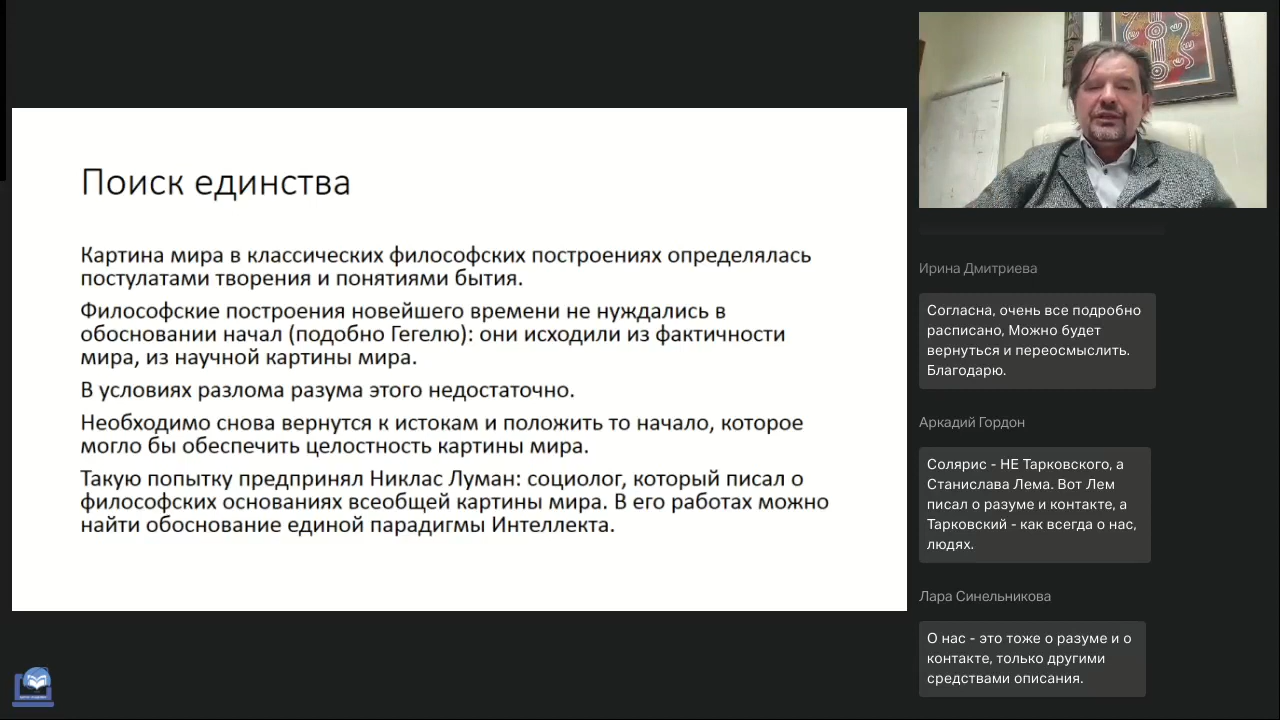 Поиск единства
Картина мира в классических философских построениях определялась
постулатами творения и понятиями бытия.
Философские построения новейшего времени не нуждались в
обосновании начал (подобно Гегелю): они исходили из фактичности
мира, из научной картины мира.
В условиях разлома разума этого недостаточно.
Необходимо снова вернутся к истокам и положить то начало, которое
могло бы обеспечить целостность картины мира.
Такую попытку предпринял Никлас Луман: социолог, который писал о
философских основаниях всеобщей картины мира. В его работах можно
найти обоснование единой парадигмы Интеллекта.
Ирина Дмитриева
Согласна, очень все подробно
расписано, Можно будет
вернуться и переосмыслить.
Благодарю.
Аркадий Гордон
Солярис - НЕ Тарковского, а
Станислава Лема. Вот Лем
писал о разуме и контакте, а
Тарковский - как всегда о нас,
людях.
Лара Синельникова
О нас - это тоже о разуме и о
контакте, только другими
средствами описания.